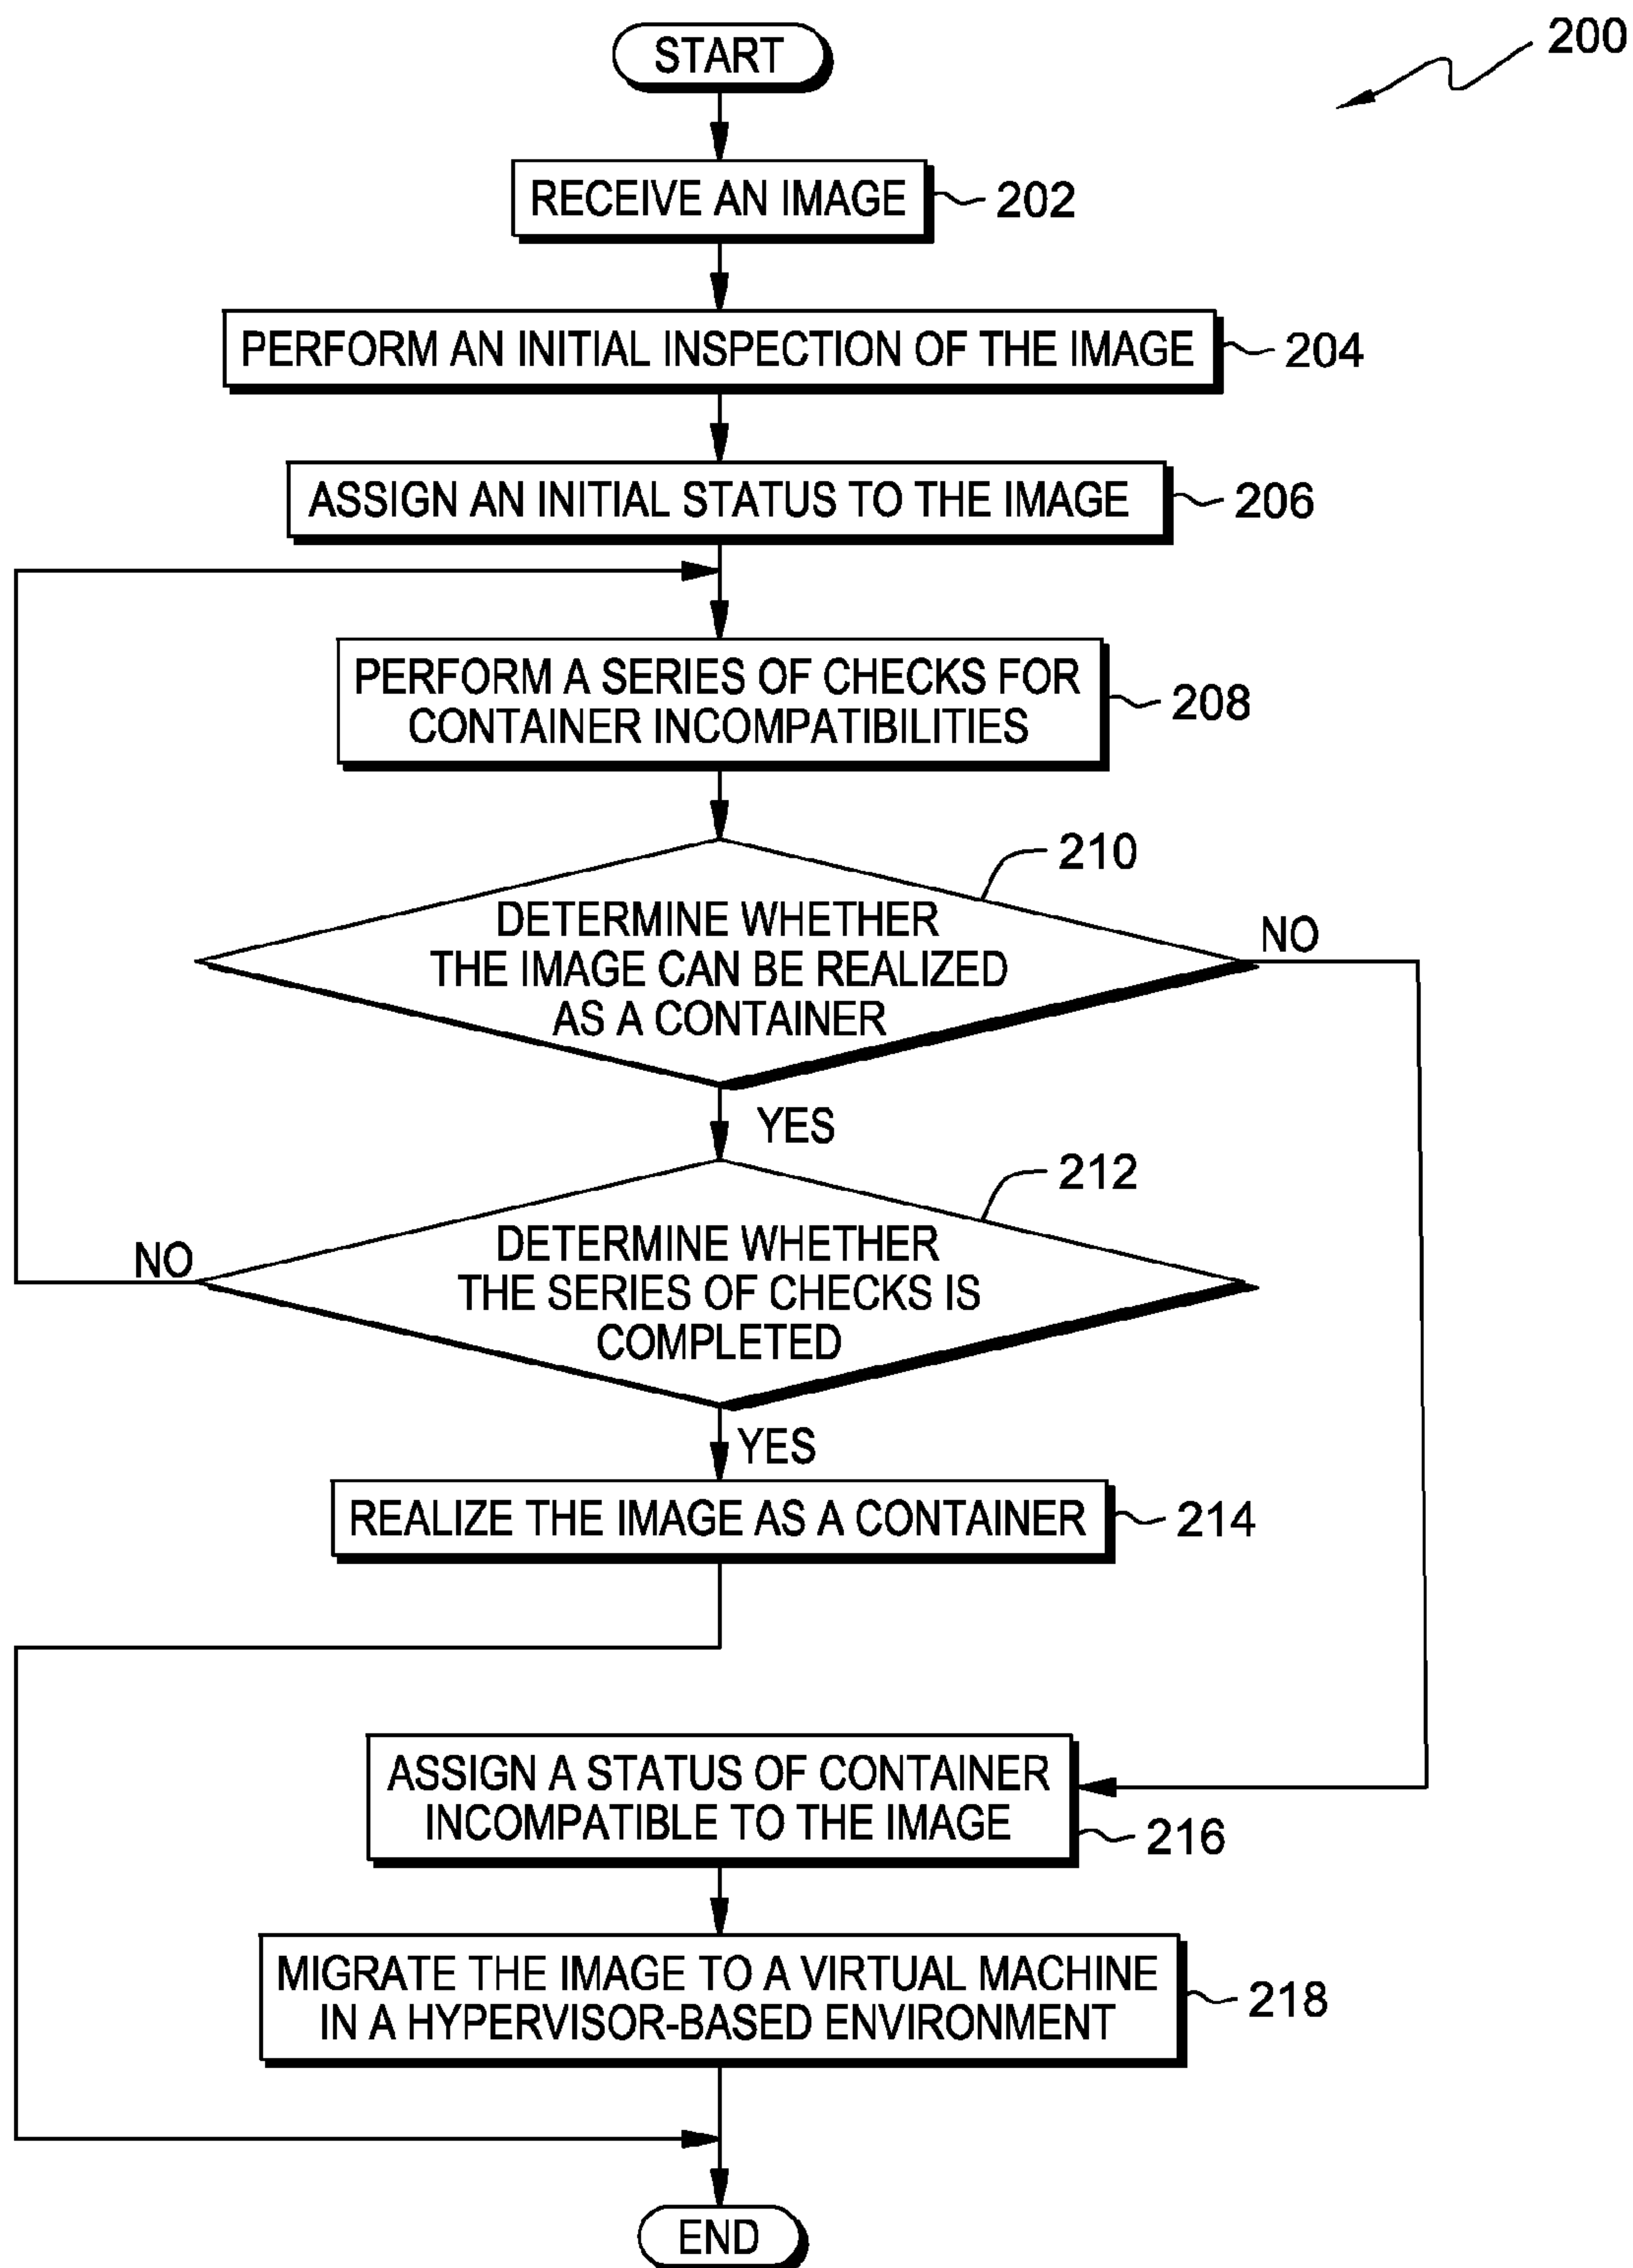 200
START
RECEIVE AN IMAGE
202
PERFORM AN INITIAL INSPECTION OF THE IMAGE
204
ASSIGN AN INITIAL STATUS TO THE IMAGE
206
PERFORM A SERIES OF CHECKS FOR
CONTAINER INCOMPATIBILITIES
208
210
DETERMINE WHETHER
THE IMAGE CAN BE REALIZED
AS A CONTAINER
NO
YES
212
DETERMINE WHETHER
THE SERIES OF CHECKS IS
COMPLETED
NO
YES
REALIZE THE IMAGE AS A CONTAINER
214
ASSIGN A STATUS OF CONTAINER
INCOMPATIBLE TO THE IMAGE
216
MIGRATE THE IMAGE TO A VIRTUAL MACHINE
IN A HYPERVISOR-BASED ENVIRONMENT
218
END